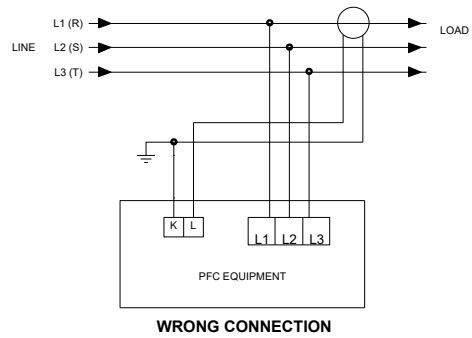 L1 (R)
LOAD
LINE L2 (S)
L3 (T)
K L
L1 L2 L3
PFC EQUIPMENT
WRONG CONNECTION